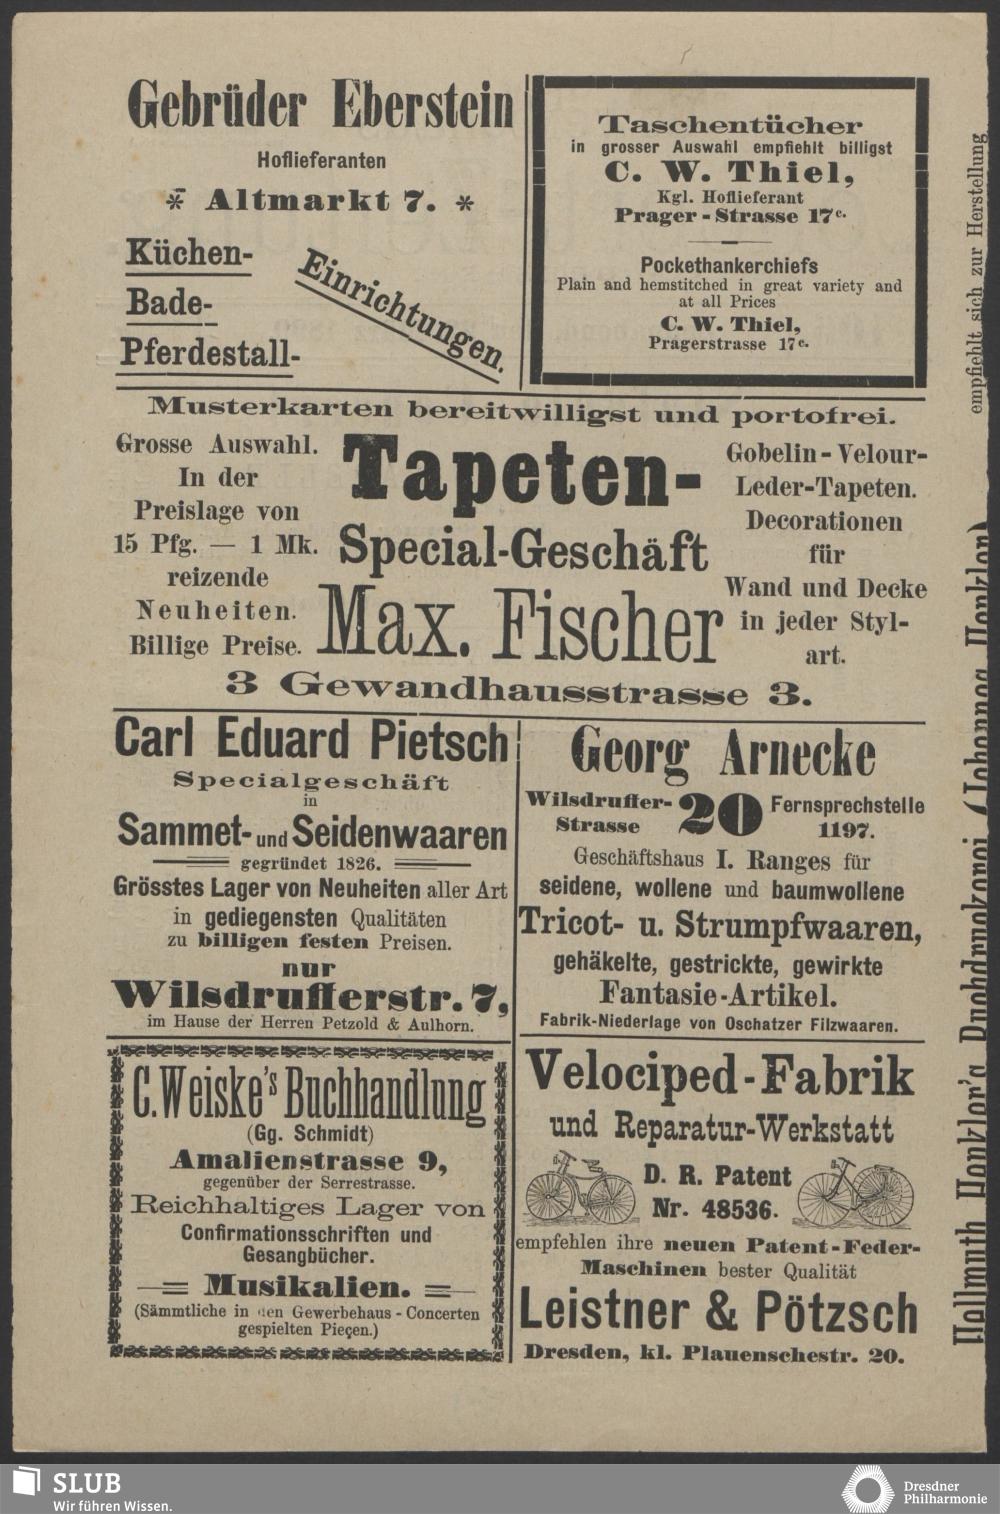 Gebrüder Eberstein
Hoflieferanten
* Altmarkt 7. *
Küchen-
Bade-
Pferdestall-
Einrichtungen.
Taschentücher
in grosser Auswahl empfiehlt billigst
C. W. Thiel,
Kgl. Hoflieferant
Prager-Strasse 17c.
Pockethankerchiefs
Plain and hemstitched in great variety and
at all Prices
C. W. Thiel,
Pragerstrasse 17c.
Musterkarten bereitwilligst und portofrei.
Grosse Auswahl.
In der
Preislage von
15 Pfg. — 1 Mk.
reizende
Neuheiten.
Billige Preise.
Tapeten-
Special-Geschäft
Max. Fischer
Gobelin-Velour-
Leder-Tapeten.
Decorationen
für
Wand und Decke
in jeder Styl-
art.
3 Gewandhausstrasse 3.
Carl Eduard Pietsch
Specialgeschäft
in
Sammet- und Seidenwaaren
gegründet 1826.
Grösstes Lager von Neuheiten aller Art
in gediegensten Qualitäten
zu billigen festen Preisen.
nur
Wilsdrufferstr. 7,
im Hause der Herren Petzold & Aulhorn.
Georg Arnecke
Wilsdruffer-
Strasse
20
Fernsprechstelle
1197.
Geschäftshaus I. Ranges für
seidene, wollene und baumwollene
Tricot- u. Strumpfwaaren,
gehäkelte, gestrickte, gewirkte
Fantasie-Artikel.
Fabrik-Niederlage von Oschatzer Filzwaaren.
C. Weiske's Buchhandlung
(Gg. Schmidt)
Amalienstrasse 9,
gegenüber der Serrestrasse.
Reichhaltiges Lager von
Confirmationsschriften und
Gesangbücher.
Musikalien.
(Sämmtliche in den Gewerbehaus-Concerten
gespielten Pieçen.)
Velociped-Fabrik
und Reparatur-Werkstatt
D. R. Patent
Nr. 48536.
empfehlen ihre neuen Patent-Feder-
Maschinen bester Qualität
Leistner & Pötzsch
Dresden, kl. Plauenschestr. 20.
empfiehlt sich zur Herstellung
SLUB
Wir führen Wissen.
Dresdner
Philharmonie